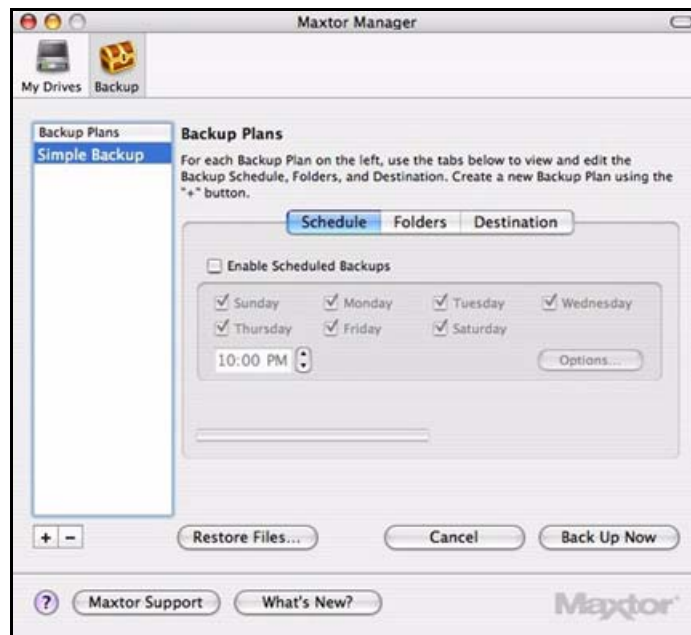 Maxtor Manager
My Drives Backup
Backup Plans
Simple Backup
Backup Plans
For each Backup Plan on the left, use the tabs below to view and edit the
Backup Schedule, Folders, and Destination. Create a new Backup Plan using the
"+" button.
Schedule Folders Destination
Enable Scheduled Backups
Sunday Monday Tuesday Wednesday
Thursday Friday Saturday
10:00 PM Options...
+ -
Restore Files... Cancel Back Up Now
? Maxtor Support What's New? Maxtor